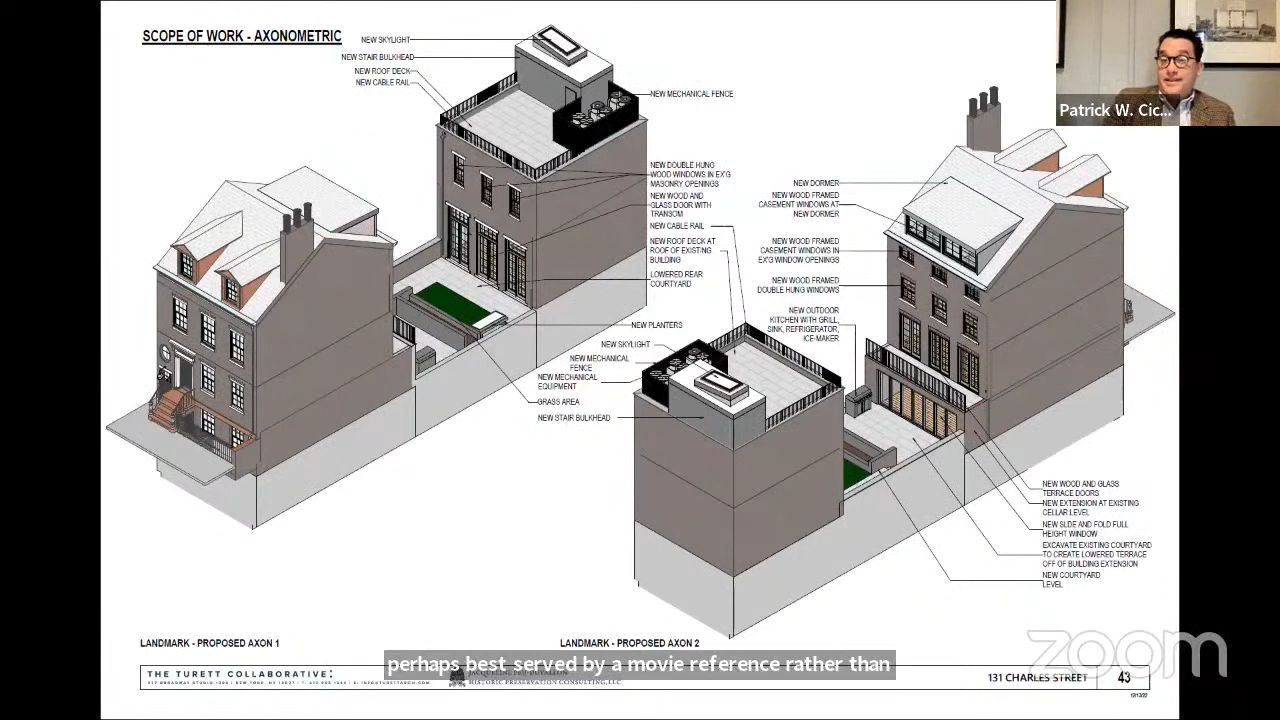 SCOPE OF WORK - AXONOMETRIC
NEW SKYLIGHT
NEW STAIR BULKHEAD
NEW ROOF DECK
NEW CABLE RAIL
NEW MECHANICAL FENCE
NEW DOUBLE HUNG
WOOD WINDOWS IN EX'G
MASONRY OPENINGS
NEW WOOD AND
GLASS DOOR WITH
TRANSOM
NEW CABLE RAIL
NEW ROOF DECK AT
ROOF OF EXISTING
BUILDING
LOWERED REAR
COURTYARD
NEW PLANTERS
NEW SKYLIGHT
NEW MECHANICAL
FENCE
NEW MECHANICAL
EQUIPMENT
GRASS AREA
NEW STAIR BULKHEAD
NEW DORMER
NEW WOOD FRAMED
CASEMENT WINDOWS AT
NEW DORMER
NEW WOOD FRAMED
CASEMENT WINDOWS IN
EX'G WINDOW OPENINGS
NEW WOOD FRAMED
DOUBLE HUNG WINDOWS
NEW OUTDOOR
KITCHEN WITH GRILL,
SINK, REFRIGERATOR,
ICE-MAKER
NEW WOOD AND GLASS
TERRACE DOORS
NEW EXTENSION AT EXISTING
CELLAR LEVEL
NEW SLDE AND FOLD FULL
HEIGHT WINDOW
EXCAVATE EXISTING COURTYARD
TO CREATE LOWERED TERRACE
OFF OF BUILDING EXTENSION
NEW COURTYARD
LEVEL
LANDMARK - PROPOSED AXON 1
LANDMARK - PROPOSED AXON 2
perhaps best served by a movie reference rather than
THE TURETT COLLABORATIVE:
HISTORIC PRESERVATION CONSULTING, LLC
131 CHARLES STREET
43
Patrick W. Cic...
zoom